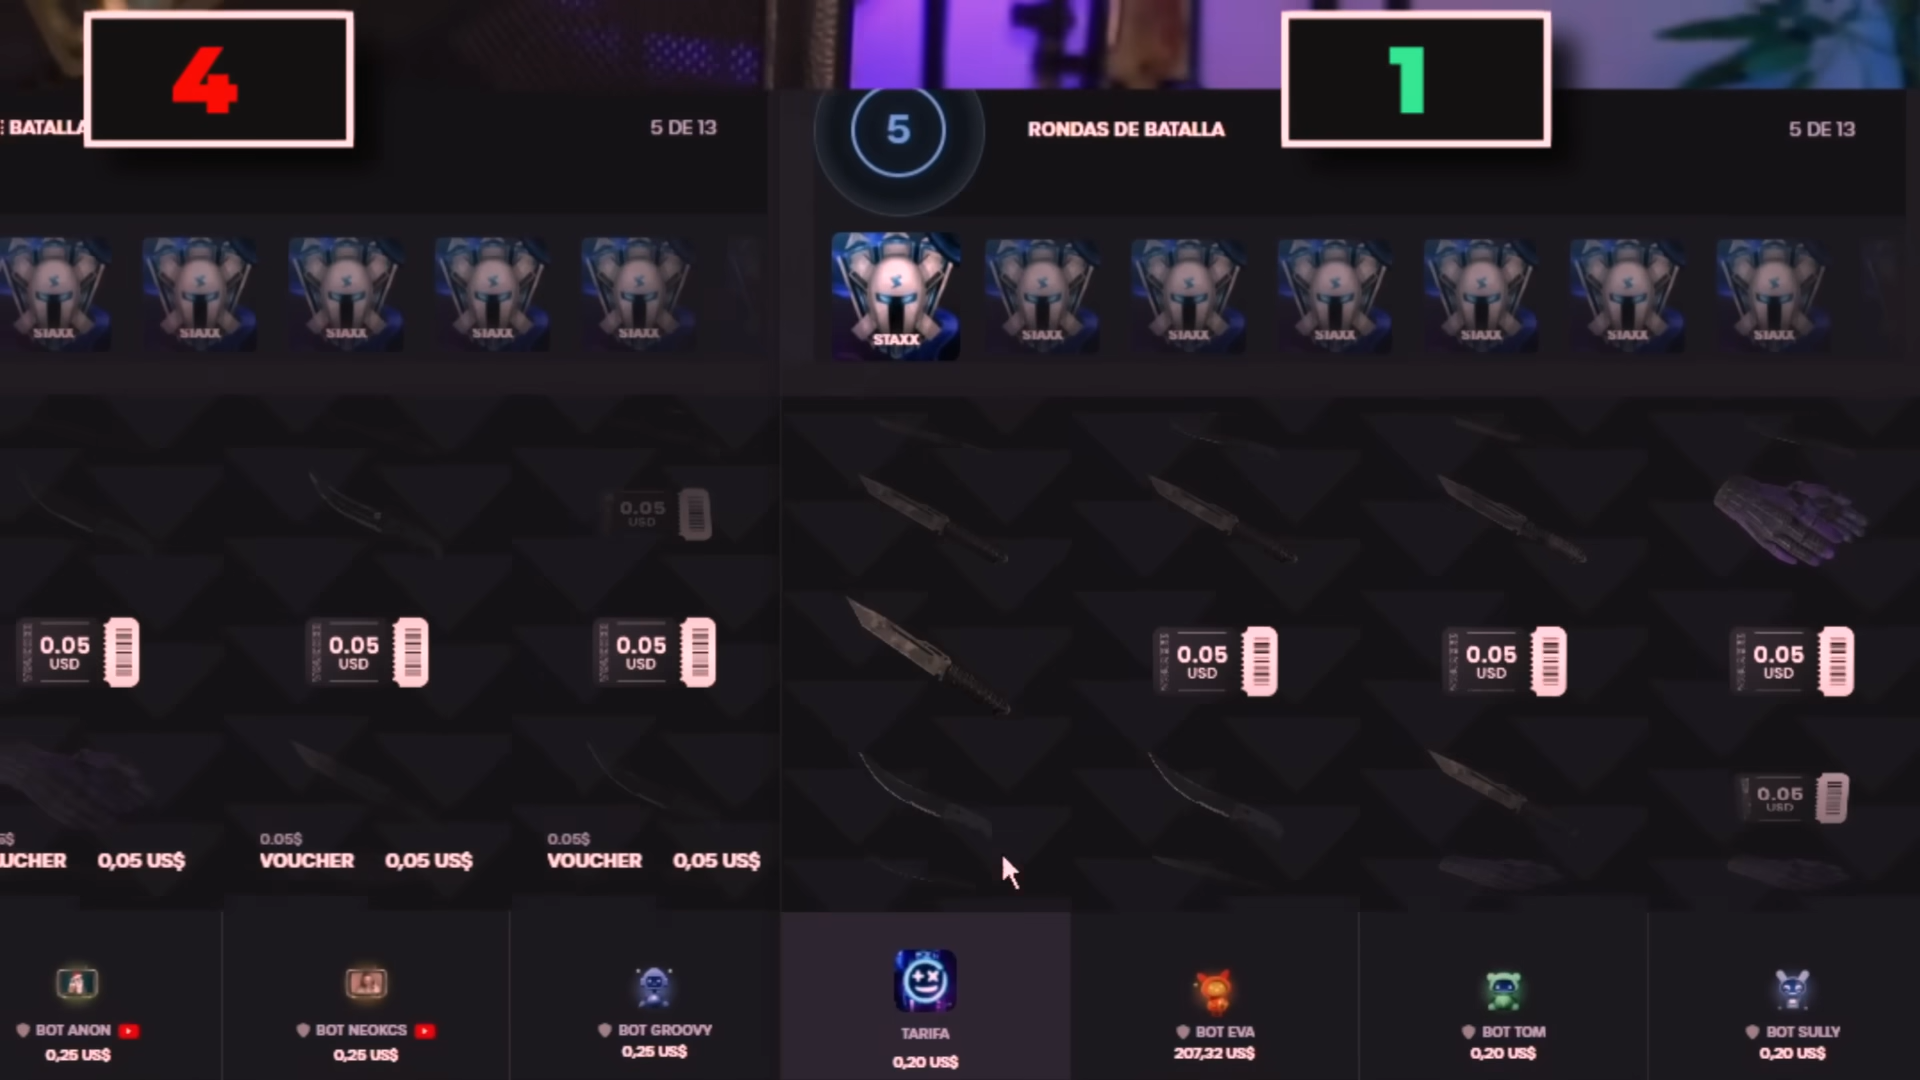 4
1
BATALLA
5 DE 13
5
RONDAS DE BATALLA
5 DE 13
STAXX
STAXX
STAXX
STAXX
STAXX
STAXX
STAXX
STAXX
STAXX
STAXX
STAXX
STAXX
0.05
USD
0.05
USD
0.05
USD
0.05
USD
0.05
USD
0.05
USD
0.05
USD
0.05
USD
0.05$
VOUCHER 0,05 US$
0.05$
VOUCHER 0,05 US$
0,05 US$
BOT ANON
0,25 US$
BOT NEOKCS
0,25 US$
BOT GROOVY
0,25 US$
TARIFA
0,20 US$
BOT EVA
207,32 US$
BOT TOM
0,20 US$
BOT SULLY
0,20 US$